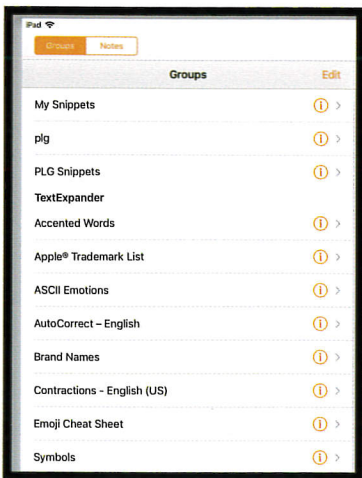 iPad
Groups Notes
Groups Edit
My Snippets
plg
PLG Snippets
TextExpander
Accented Words
Apple® Trademark List
ASCII Emotions
AutoCorrect – English
Brand Names
Contractions - English (US)
Emoji Cheat Sheet
Symbols